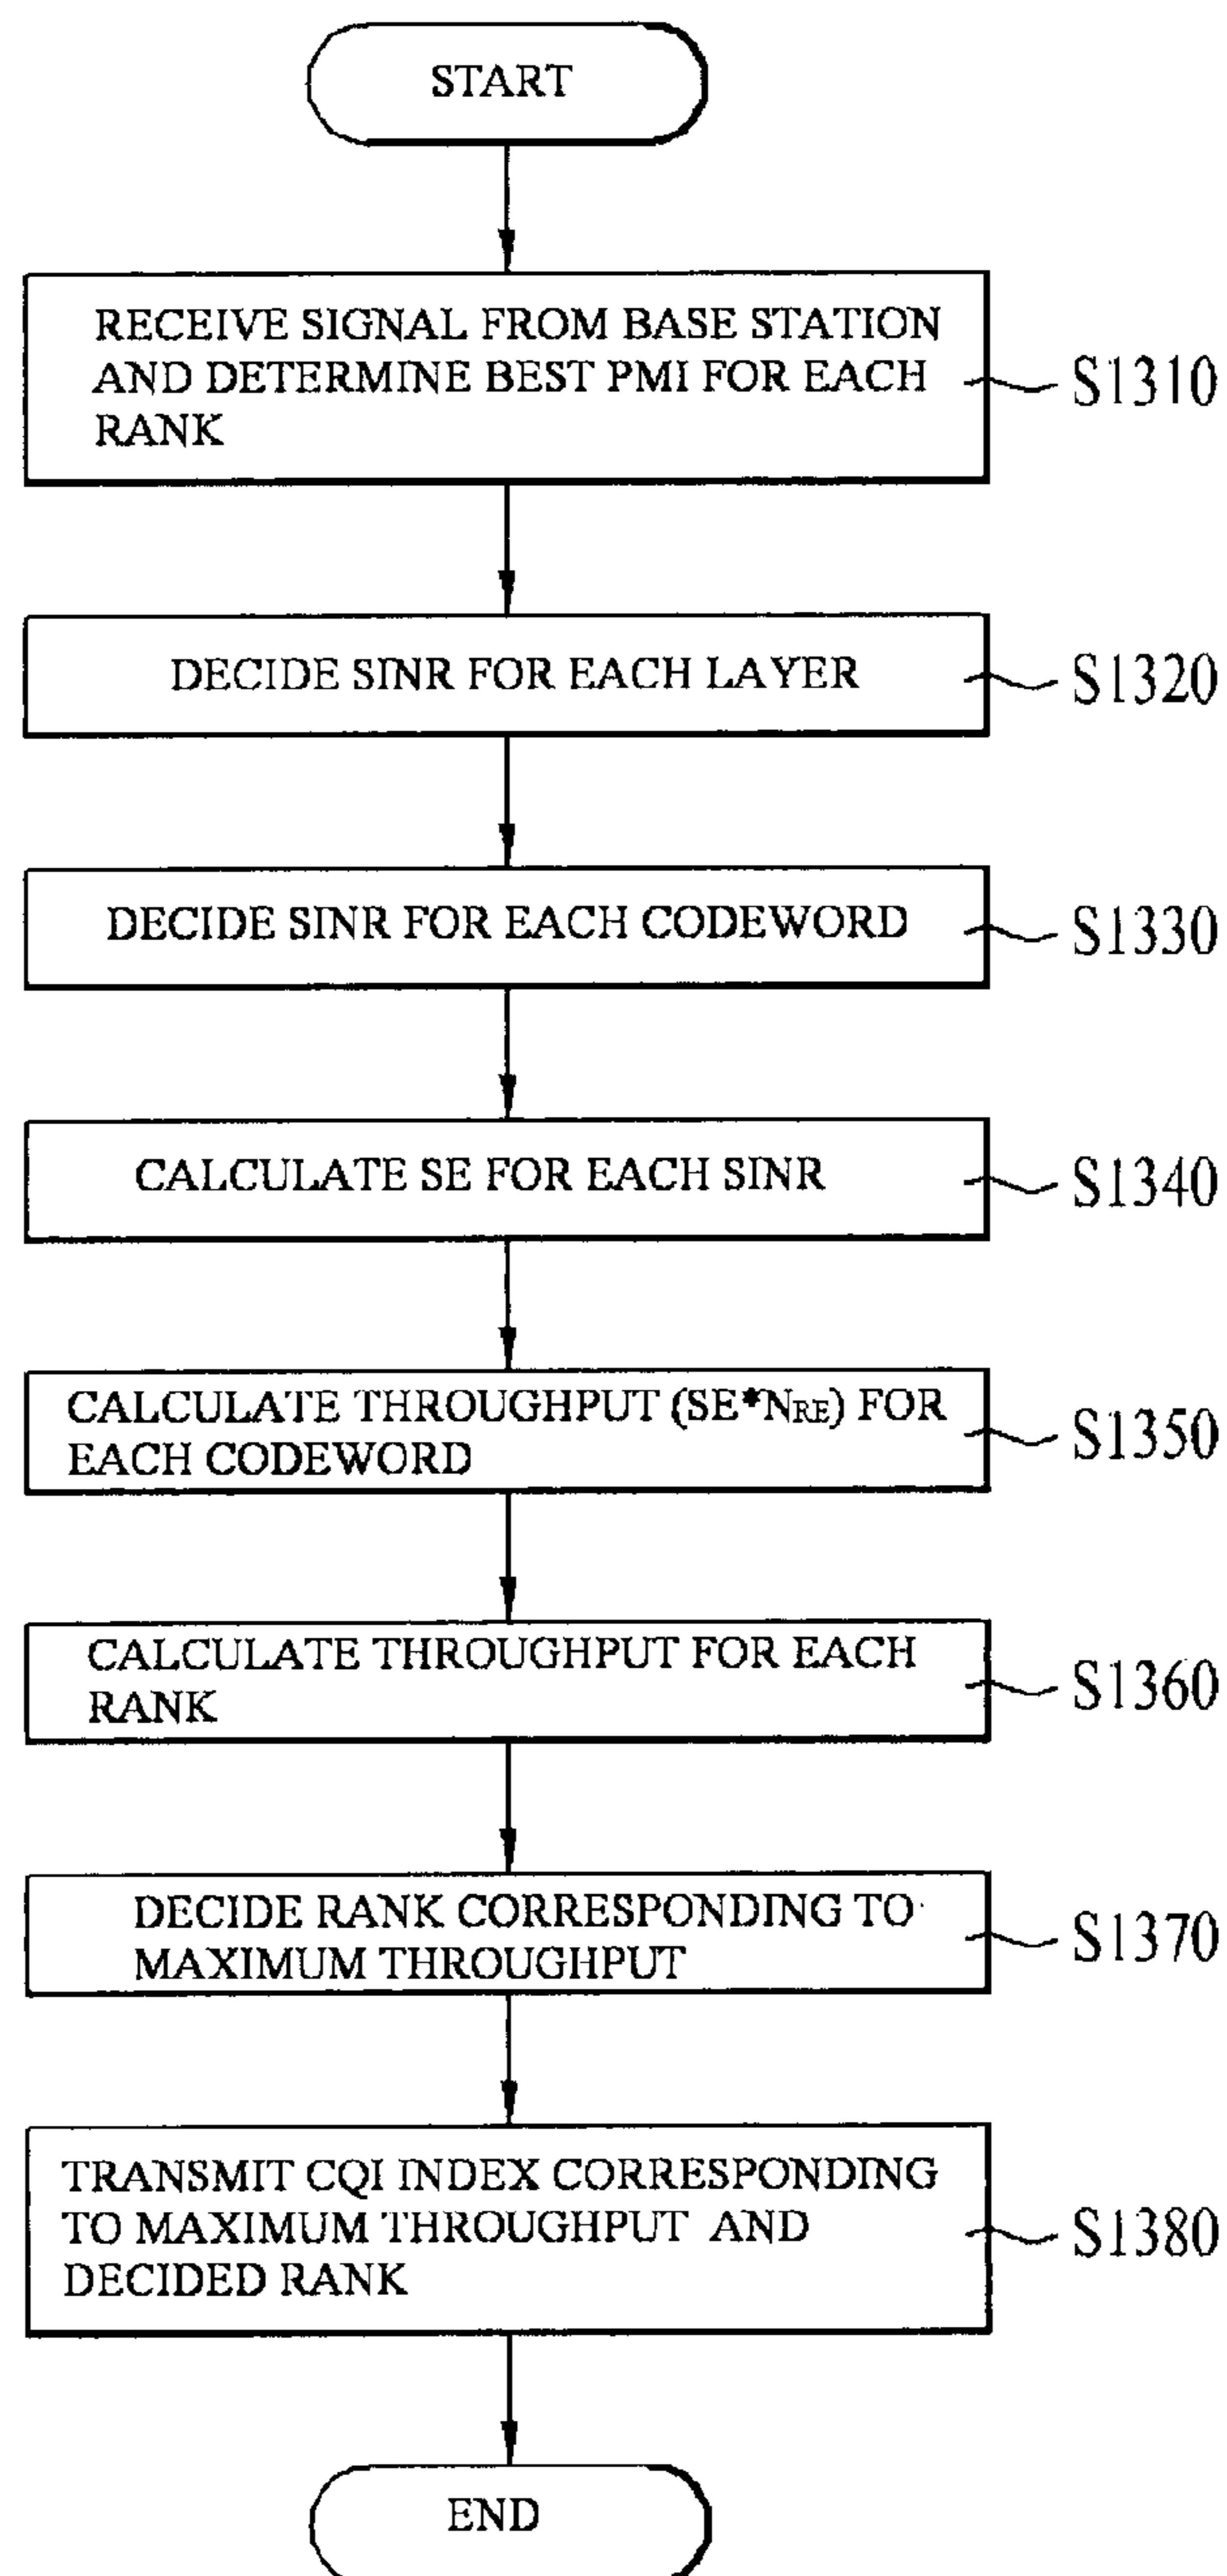 START
RECEIVE SIGNAL FROM BASE STATION
AND DETERMINE BEST PMI FOR EACH
RANK
S1310
DECIDE SINR FOR EACH LAYER
S1320
DECIDE SINR FOR EACH CODEWORD
S1330
CALCULATE SE FOR EACH SINR
S1340
CALCULATE THROUGHPUT (SE*NRE) FOR
EACH CODEWORD
S1350
CALCULATE THROUGHPUT FOR EACH
RANK
S1360
DECIDE RANK CORRESPONDING TO
MAXIMUM THROUGHPUT
S1370
TRANSMIT CQI INDEX CORRESPONDING
TO MAXIMUM THROUGHPUT AND
DECIDED RANK
S1380
END